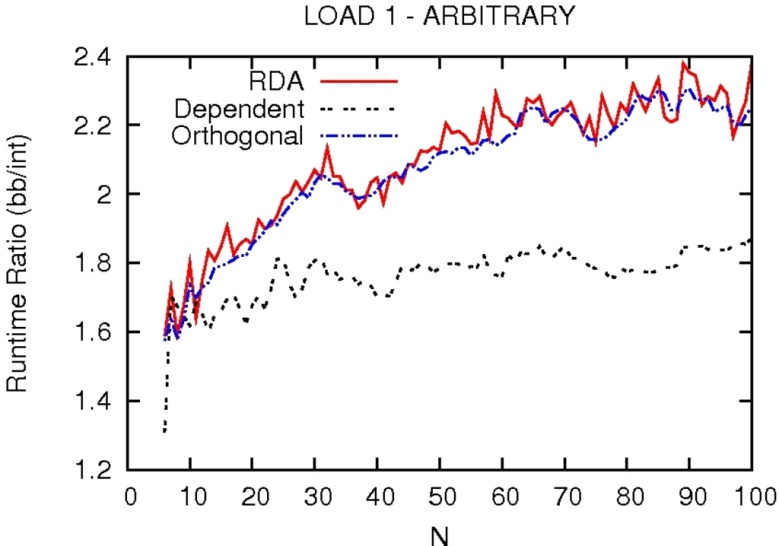 LOAD 1 - ARBITRARY
2.4
2.2
2
1.8
1.6
1.4
1.2
RDA
Dependent
Orthogonal
Runtime Ratio (bb/int)
0 10 20 30 40 50 60 70 80 90 100
N